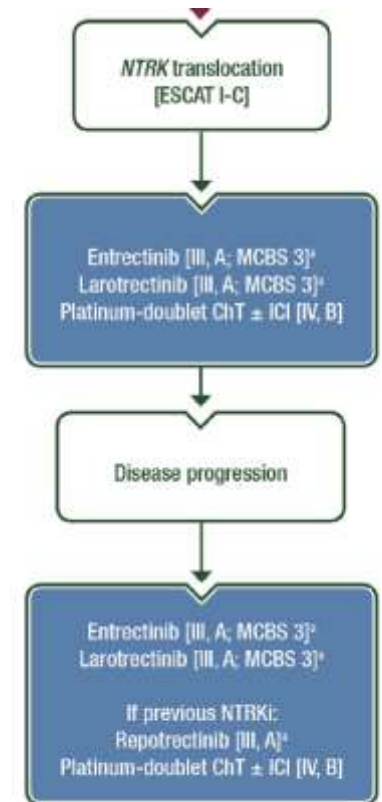 NTRK translocation
[ESCAT I-C]
Entrectinib [III, A; MCBS 3]ᵃ
Larotrectinib [III, A; MCBS 3]ᵃ
Platinum-doublet ChT ± ICI [IV, B]
Disease progression
Entrectinib [III, A; MCBS 3]ᵃ
Larotrectinib [III, A; MCBS 3]ᵃ
If previous NTRKi:
Repotrectinib [III, A]ᵃ
Platinum-doublet ChT ± ICI [IV, B]